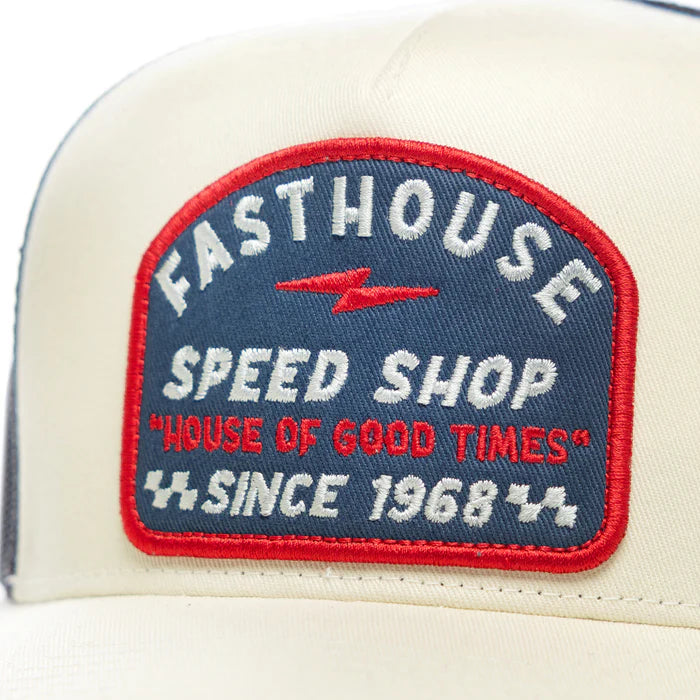 FASTHOUSE
SPEED SHOP
"HOUSE OF GOOD TIMES"
SINCE 1968